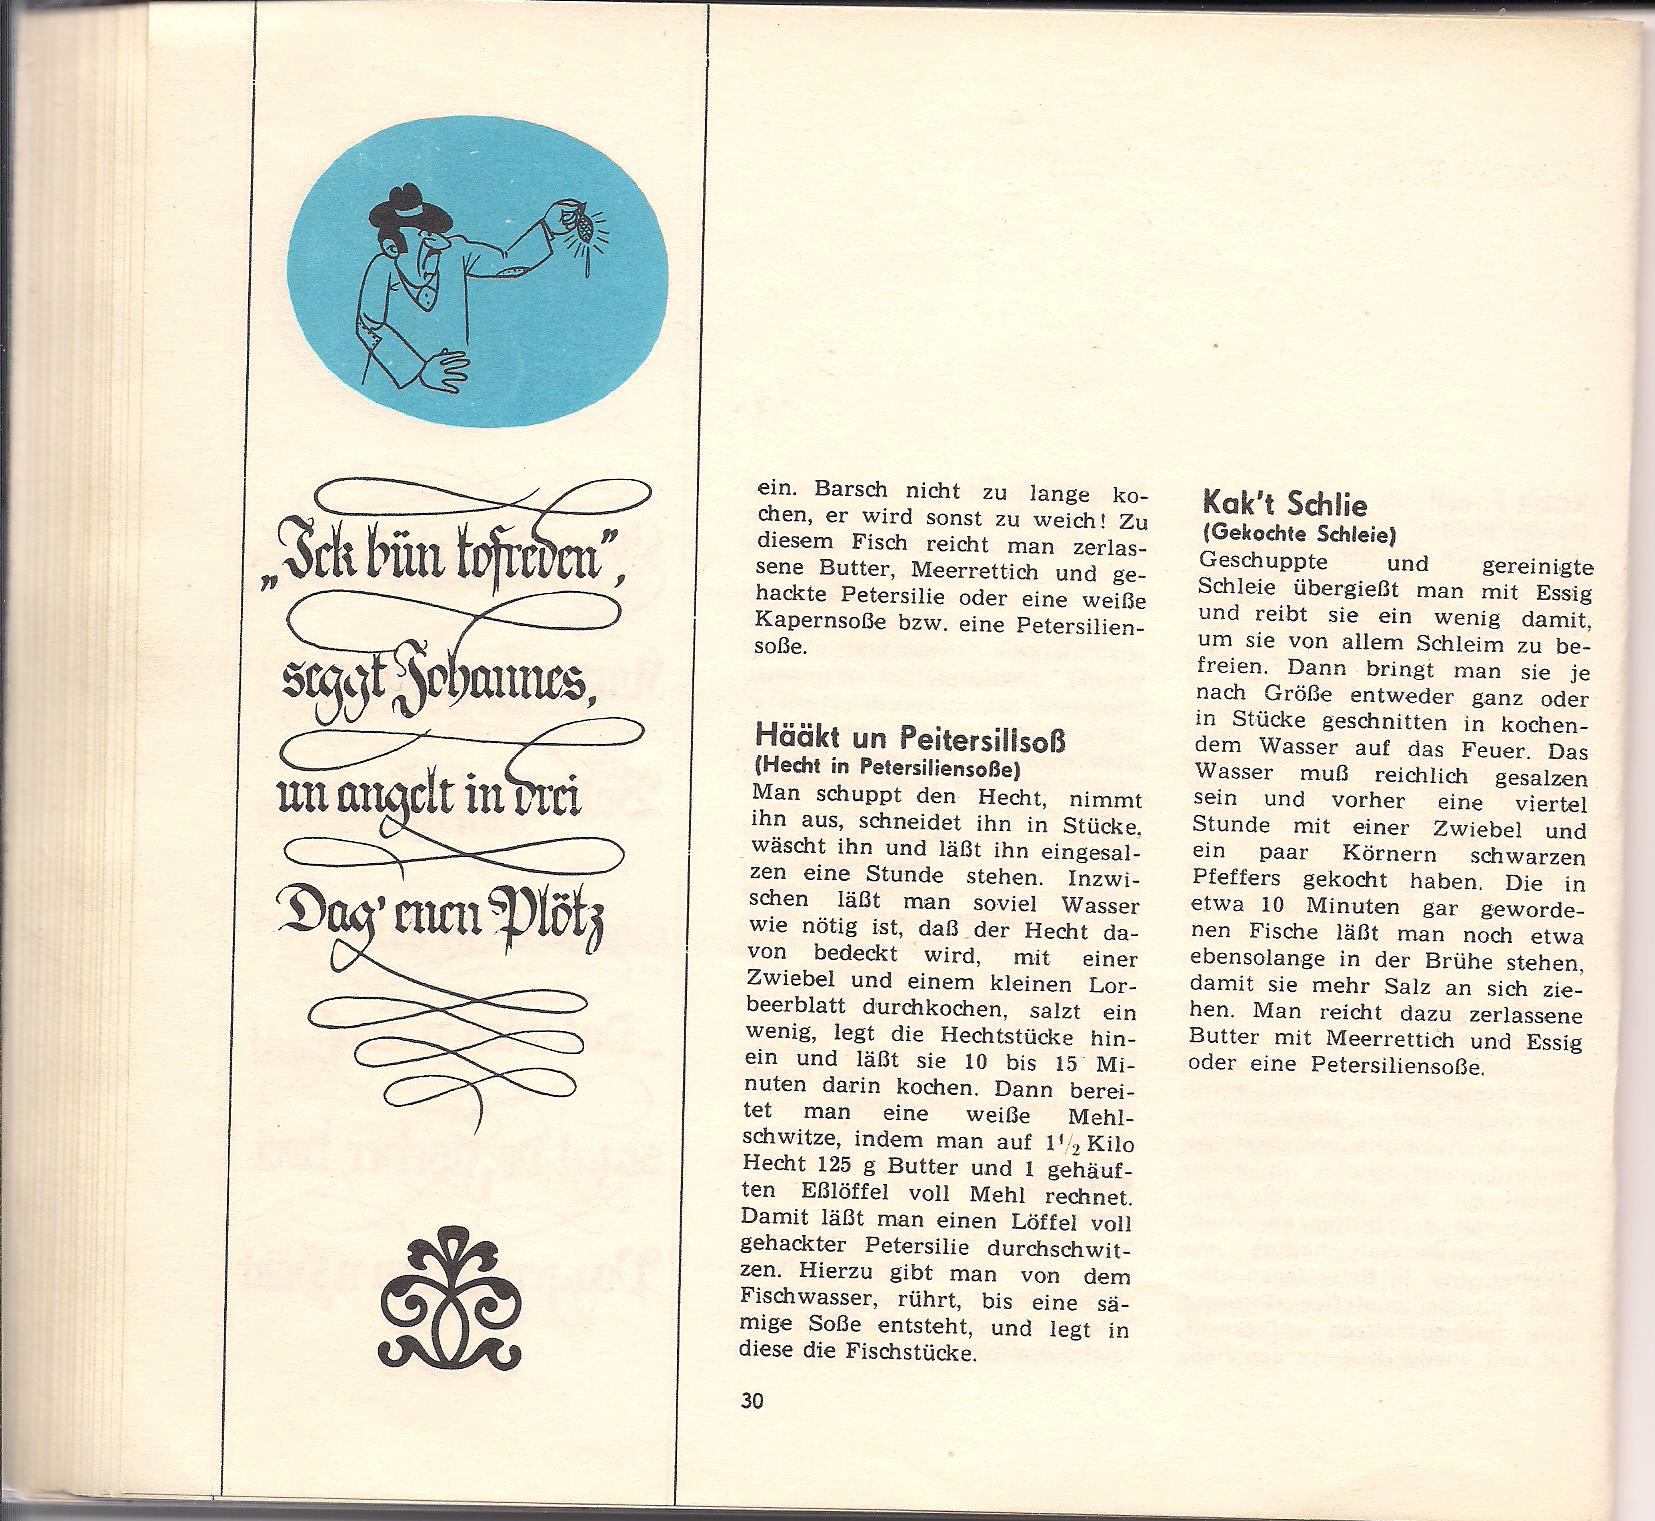 „Ick bün tofreden”,
seggt Johannes,
un angelt in drei
Dag' enen Plötz
ein. Barsch nicht zu lange ko-
chen, er wird sonst zu weich! Zu
diesem Fisch reicht man zerlas-
sene Butter, Meerrettich und ge-
hackte Petersilie oder eine weiße
Kapernsoße bzw. eine Petersilien-
soße.
Hääkt un Peitersillsoß
(Hecht in Petersiliensoße)
Man schuppt den Hecht, nimmt
ihn aus, schneidet ihn in Stücke,
wäscht ihn und läßt ihn eingesal-
zen eine Stunde stehen. Inzwi-
schen läßt man soviel Wasser
wie nötig ist, daß der Hecht da-
von bedeckt wird, mit einer
Zwiebel und einem kleinen Lor-
beerblatt durchkochen, salzt ein
wenig, legt die Hechtstücke hin-
ein und läßt sie 10 bis 15 Mi-
nuten darin kochen. Dann berei-
tet man eine weiße Mehl-
schwitze, indem man auf 1½ Kilo
Hecht 125 g Butter und 1 gehäuf-
ten Eßlöffel voll Mehl rechnet.
Damit läßt man einen Löffel voll
gehackter Petersilie durchschwit-
zen. Hierzu gibt man von dem
Fischwasser, rührt, bis eine sä-
mige Soße entsteht, und legt in
diese die Fischstücke.
30
Kak't Schlie
(Gekochte Schleie)
Geschuppte und gereinigte
Schleie übergießt man mit Essig
und reibt sie ein wenig damit,
um sie von allem Schleim zu be-
freien. Dann bringt man sie je
nach Größe entweder ganz oder
in Stücke geschnitten in kochen-
dem Wasser auf das Feuer. Das
Wasser muß reichlich gesalzen
sein und vorher eine viertel
Stunde mit einer Zwiebel und
ein paar Körnern schwarzen
Pfeffers gekocht haben. Die in
etwa 10 Minuten gar geworde-
nen Fische läßt man noch etwa
ebensolange in der Brühe stehen,
damit sie mehr Salz an sich zie-
hen. Man reicht dazu zerlassene
Butter mit Meerrettich und Essig
oder eine Petersiliensoße.